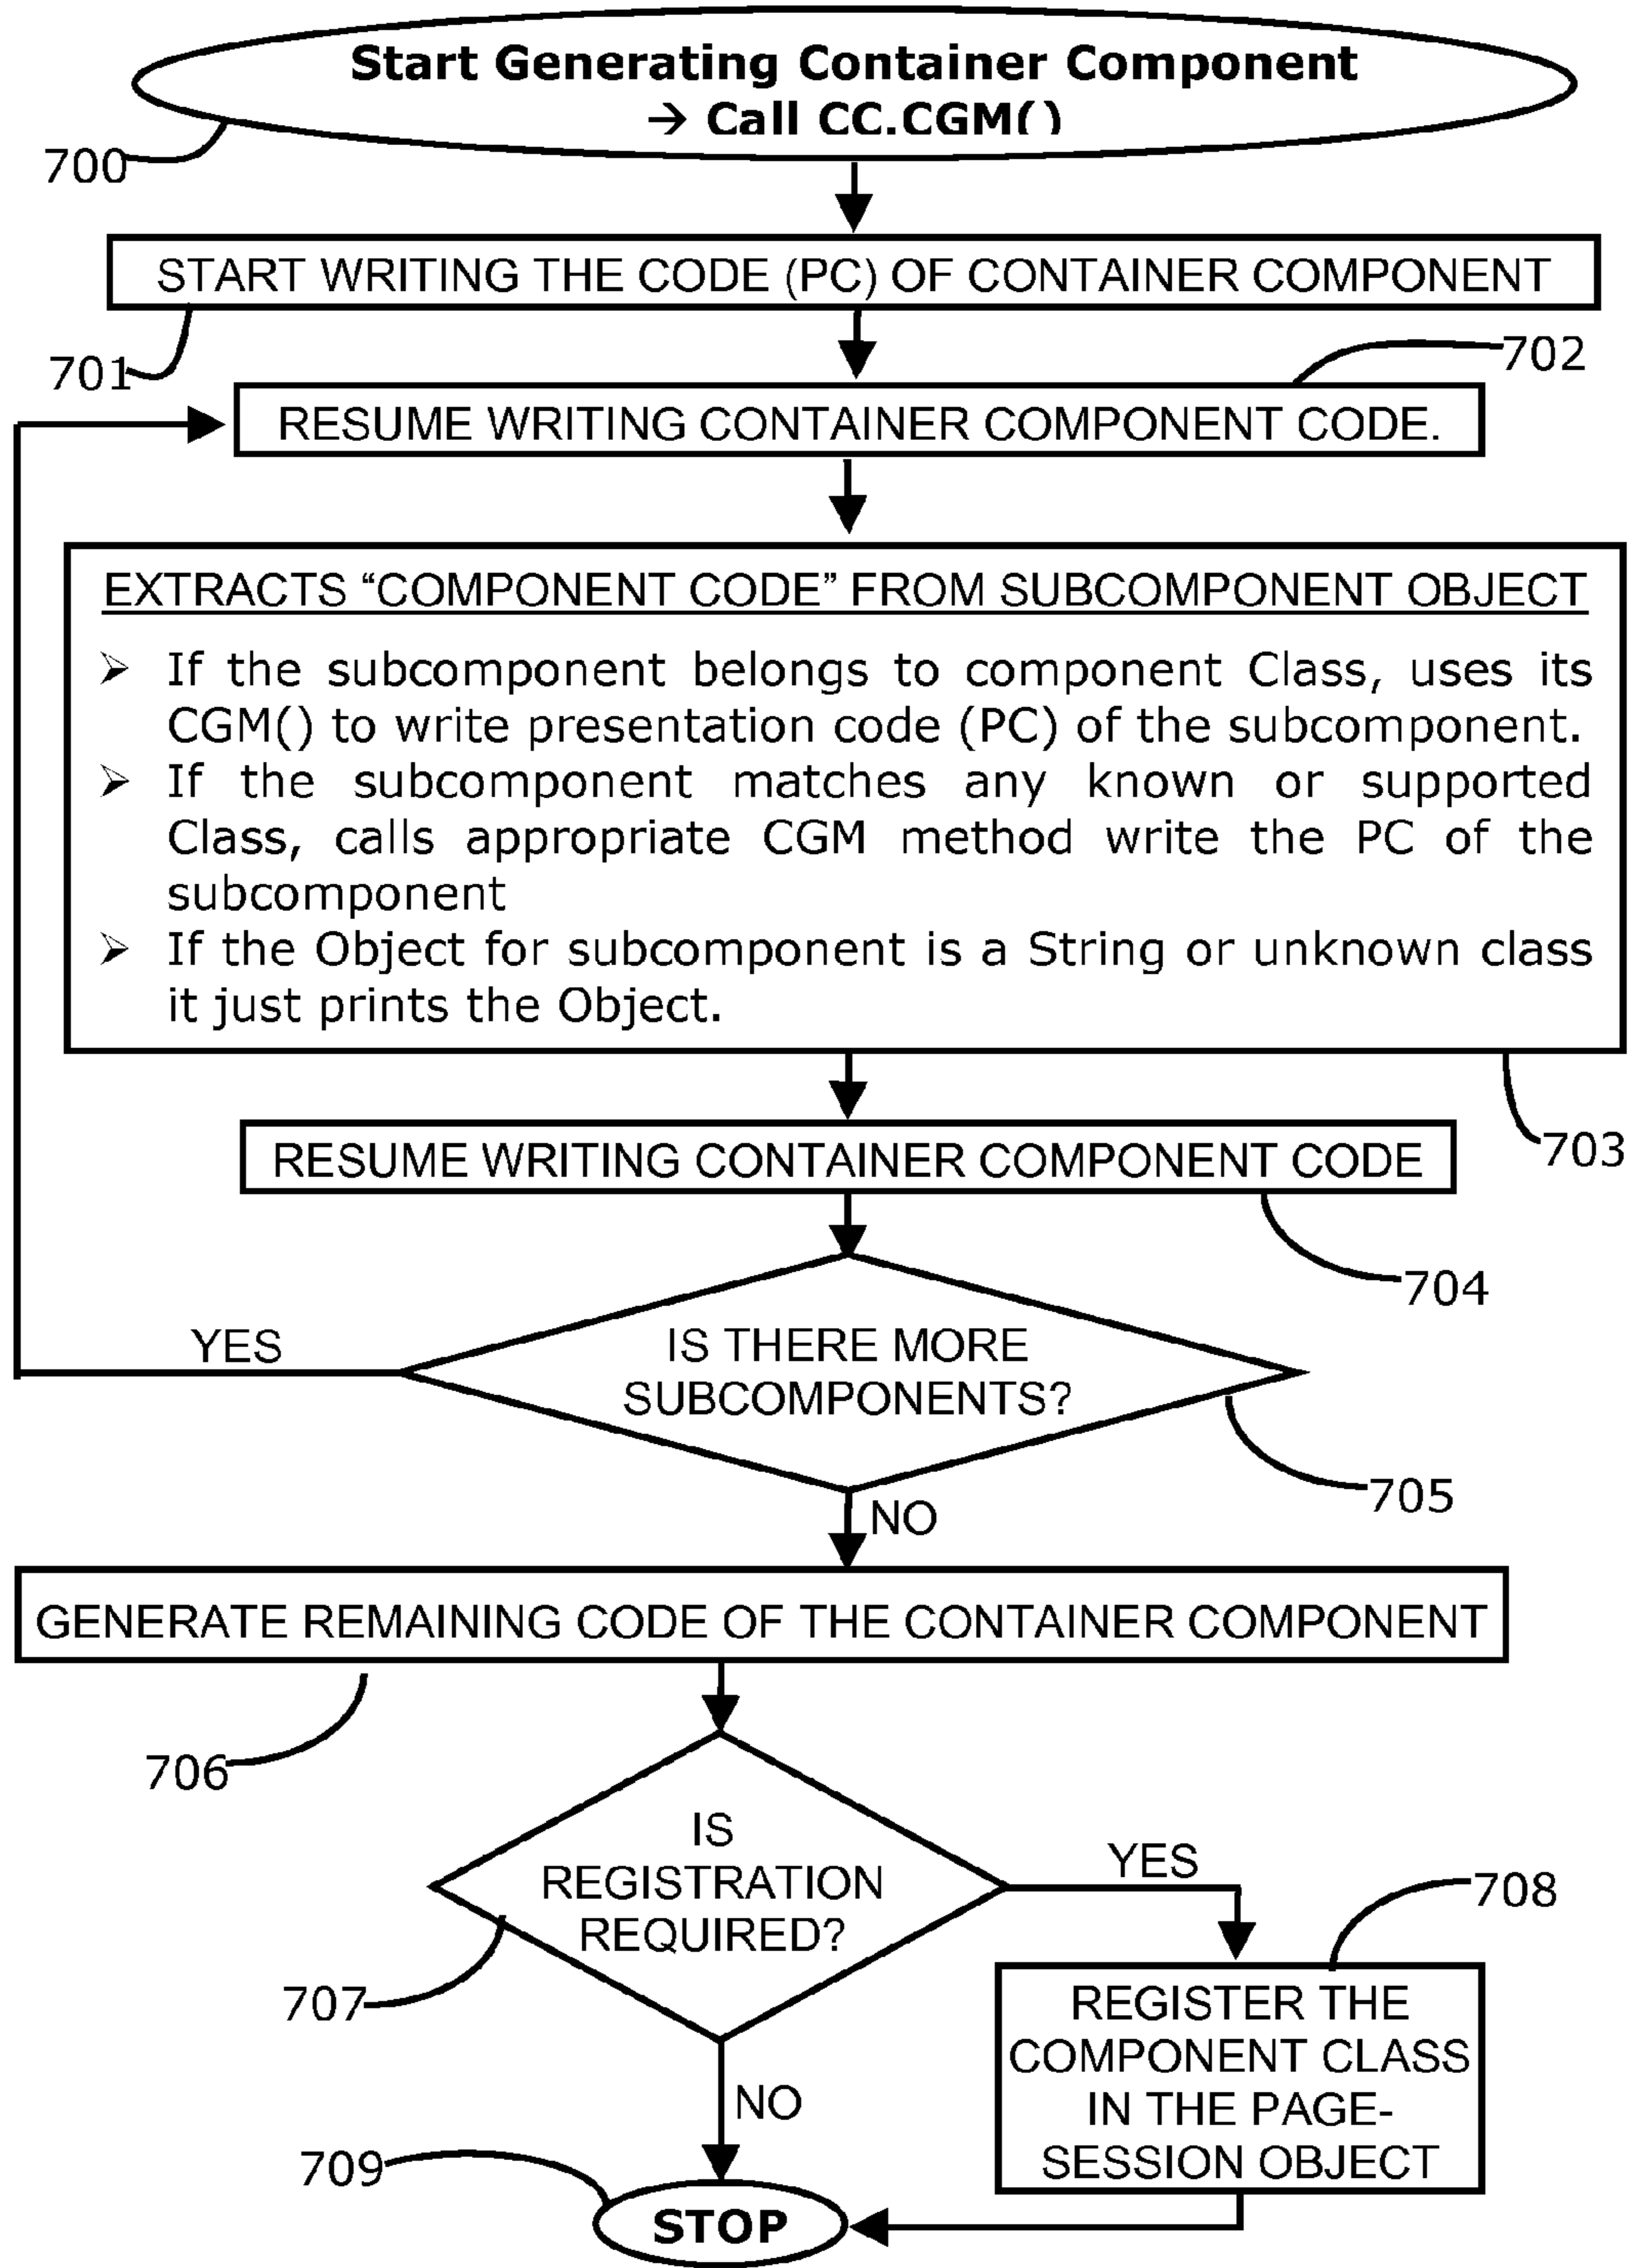 Start Generating Container Component
→ Call CC.CGM()
700
START WRITING THE CODE (PC) OF CONTAINER COMPONENT
701
702
RESUME WRITING CONTAINER COMPONENT CODE.
EXTRACTS “COMPONENT CODE” FROM SUBCOMPONENT OBJECT
➢ If the subcomponent belongs to component Class, uses its
CGM() to write presentation code (PC) of the subcomponent.
➢ If the subcomponent matches any known or supported
Class, calls appropriate CGM method write the PC of the
subcomponent
➢ If the Object for subcomponent is a String or unknown class
it just prints the Object.
703
RESUME WRITING CONTAINER COMPONENT CODE
704
YES
IS THERE MORE
SUBCOMPONENTS?
705
NO
GENERATE REMAINING CODE OF THE CONTAINER COMPONENT
706
IS
REGISTRATION
REQUIRED?
YES
707
708
REGISTER THE
COMPONENT CLASS
IN THE PAGE-
SESSION OBJECT
NO
709
STOP